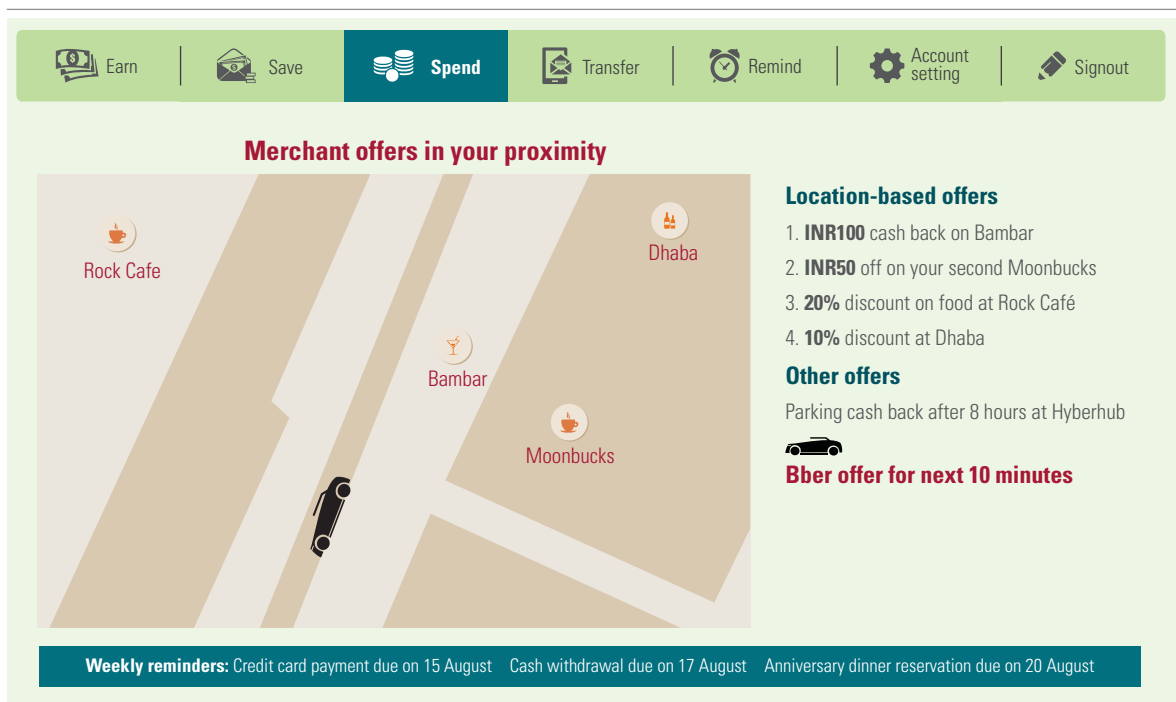 Earn
Save
Spend
Transfer
Remind
Account
setting
Signout
Merchant offers in your proximity
Rock Cafe
Dhaba
Bambar
Moonbucks
Location-based offers
1. INR100 cash back on Bambar
2. INR50 off on your second Moonbucks
3. 20% discount on food at Rock Café
4. 10% discount at Dhaba
Other offers
Parking cash back after 8 hours at Hyberhub
Bber offer for next 10 minutes
Weekly reminders: Credit card payment due on 15 August Cash withdrawal due on 17 August Anniversary dinner reservation due on 20 August